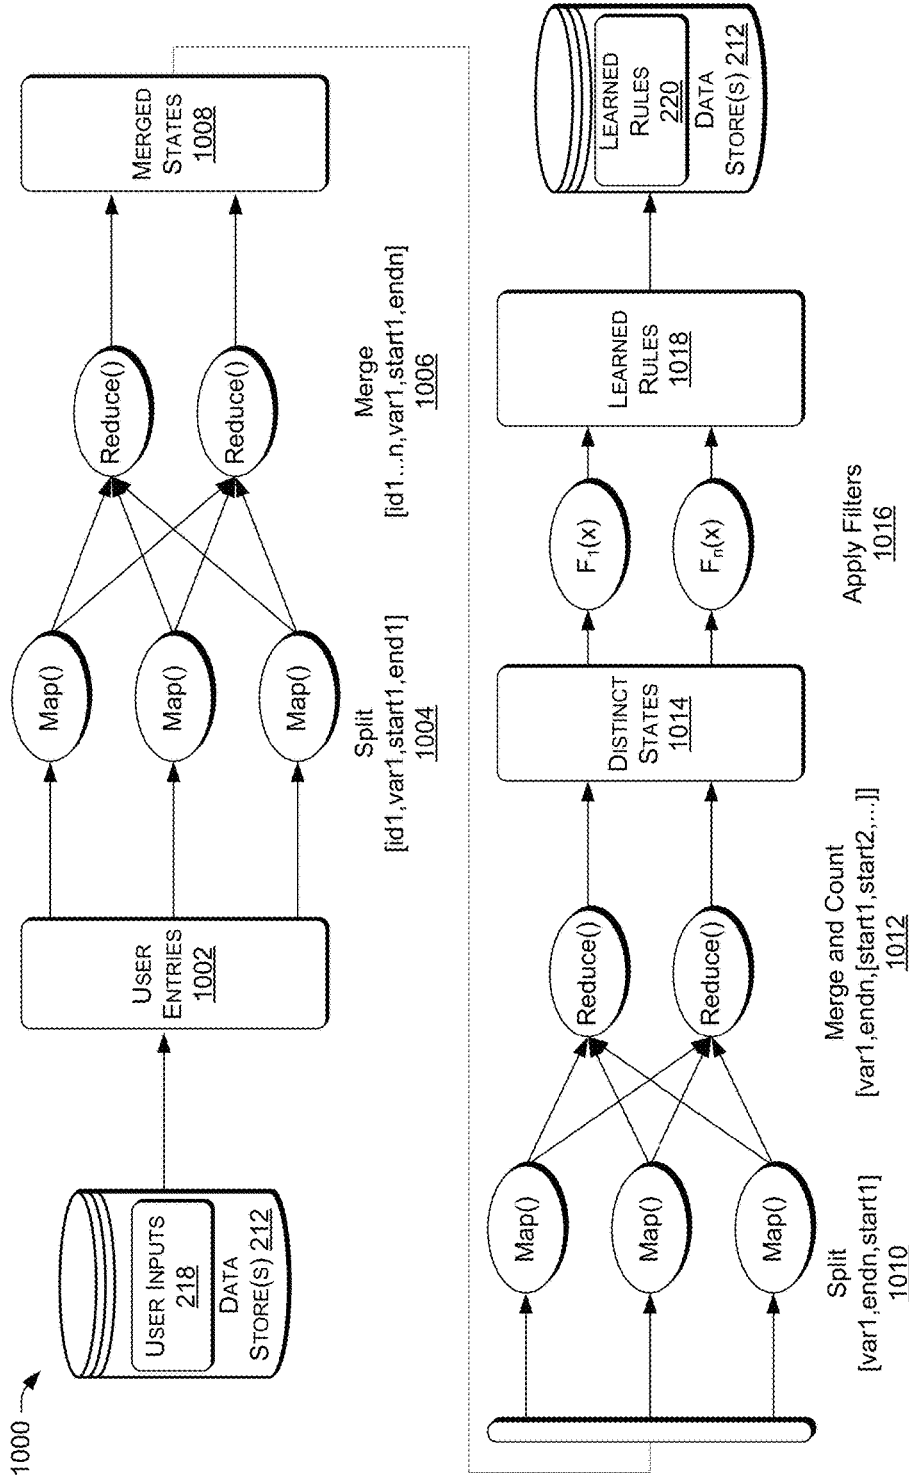 1000
USER INPUTS
218
DATA
STORE(S) 212
USER
ENTRIES
1002
Map()
Map()
Map()
Split
[id1,var1,start1,end1]
1004
Reduce()
Reduce()
Merge
[id1...n,var1,start1,endn]
1006
MERGED
STATES
1008
Map()
Map()
Map()
Split
[var1,endn,start1]
1010
Reduce()
Reduce()
Merge and Count
[var1,endn,[start1,start2,...]]
1012
DISTINCT
STATES
1014
F1(x)
Fn(x)
Apply Filters
1016
LEARNED
RULES
1018
LEARNED
RULES
220
DATA
STORE(S) 212